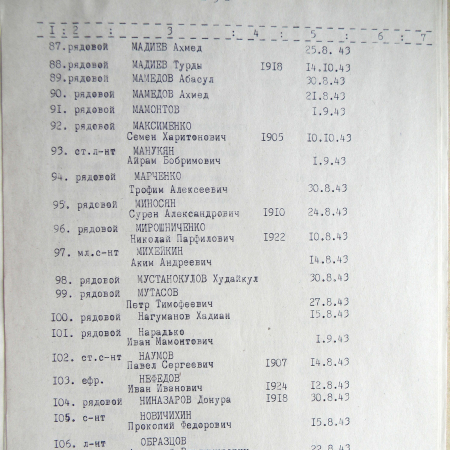 I : 2 : 3 : 4 : 5 : 6 : 7
87. рядовой МАДИЕВ Ахмед 25.8.43
88. рядовой МАДИЕВ Турды 1918 14.10.43
89. рядовой МАМЕДОВ Абасул 30.8.43
90. рядовой МАМЕДОВ Ахмед 21.8.43
91. рядовой МАМОНТОВ 1.9.43
92. рядовой МАКСИМЕНКО
Семен Харитонович 1905 10.10.43
93. ст.л-нт МАНУКЯН
Айрам Бобримович 1.9.43
94. рядовой МАРЧЕНКО
Трофим Алексеевич 30.8.43
95. рядовой МИНОСЯН
Сурен Александрович 1910 24.8.43
96. рядовой МИРОШНИЧЕНКО
Николай Парфилович 1922 10.8.43
97. мл.с-нт МИХЕЙКИН
Аким Андреевич 14.8.43
98. рядовой МУСТАНОКУЛОВ Худайкул 30.8.43
99. рядовой МУТАСОВ
Петр Тимофеевич 27.8.43
100. рядовой Нагуманов Хадиан 15.8.43
101. рядовой Нарадько
Иван Мамонтович 1.9.43
102. ст.с-нт НАУМОВ
Павел Сергеевич 1907 14.8.43
103. ефр. НЕФЕДОВ
Иван Иванович 1924 12.8.43
104. рядовой НИНАЗАРОВ Донура 1918 30.8.43
105. с-нт НОВИЧИХИН
Прокопий Федорович 15.8.43
106. л-нт ОБРАЗЦОВ
22.8.43